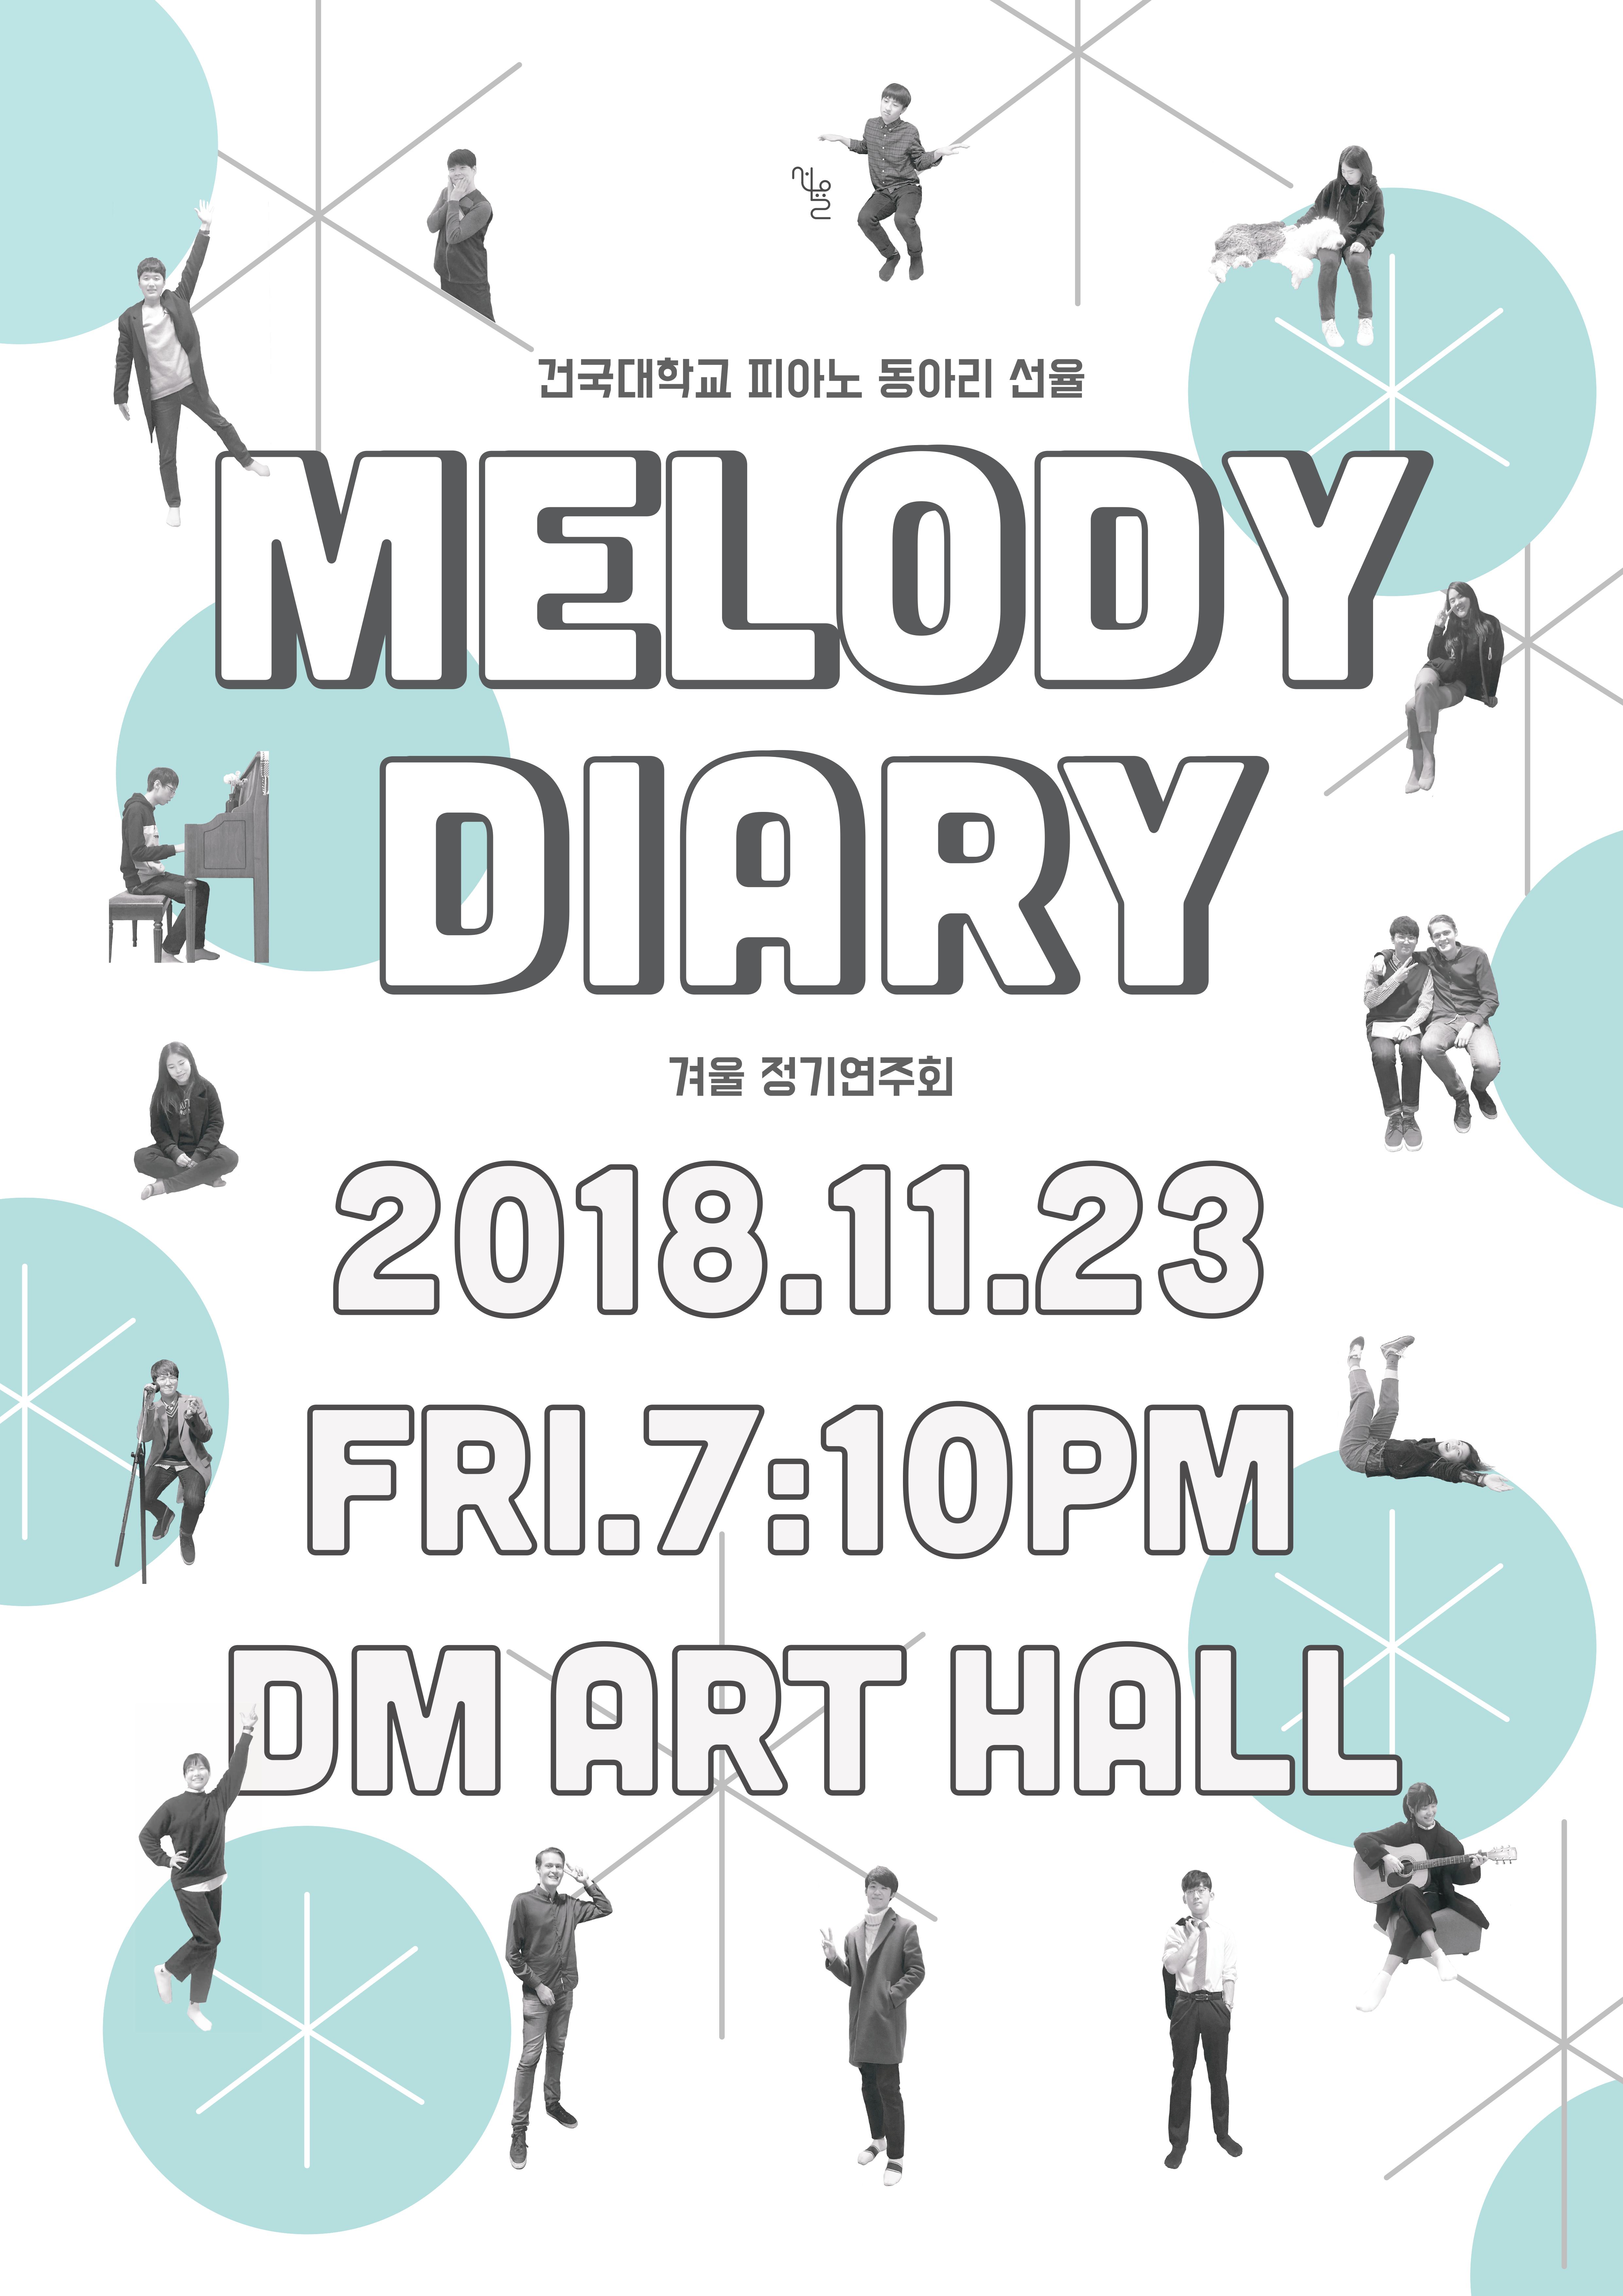 건국대학교 피아노 동아리 선율
MELODY
DIARY
겨울 정기연주회
2018.11.23
FRI.7:10PM
DM ART HALL